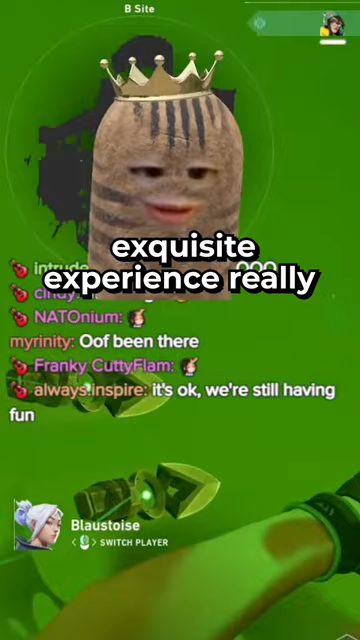 B Site
exquisite
experience really
NATOnium:
myrinity: Oof been there
Franky CuttyFlam:
always.inspire: it's ok, we're still having
fun
Blaustoise
SWITCH PLAYER